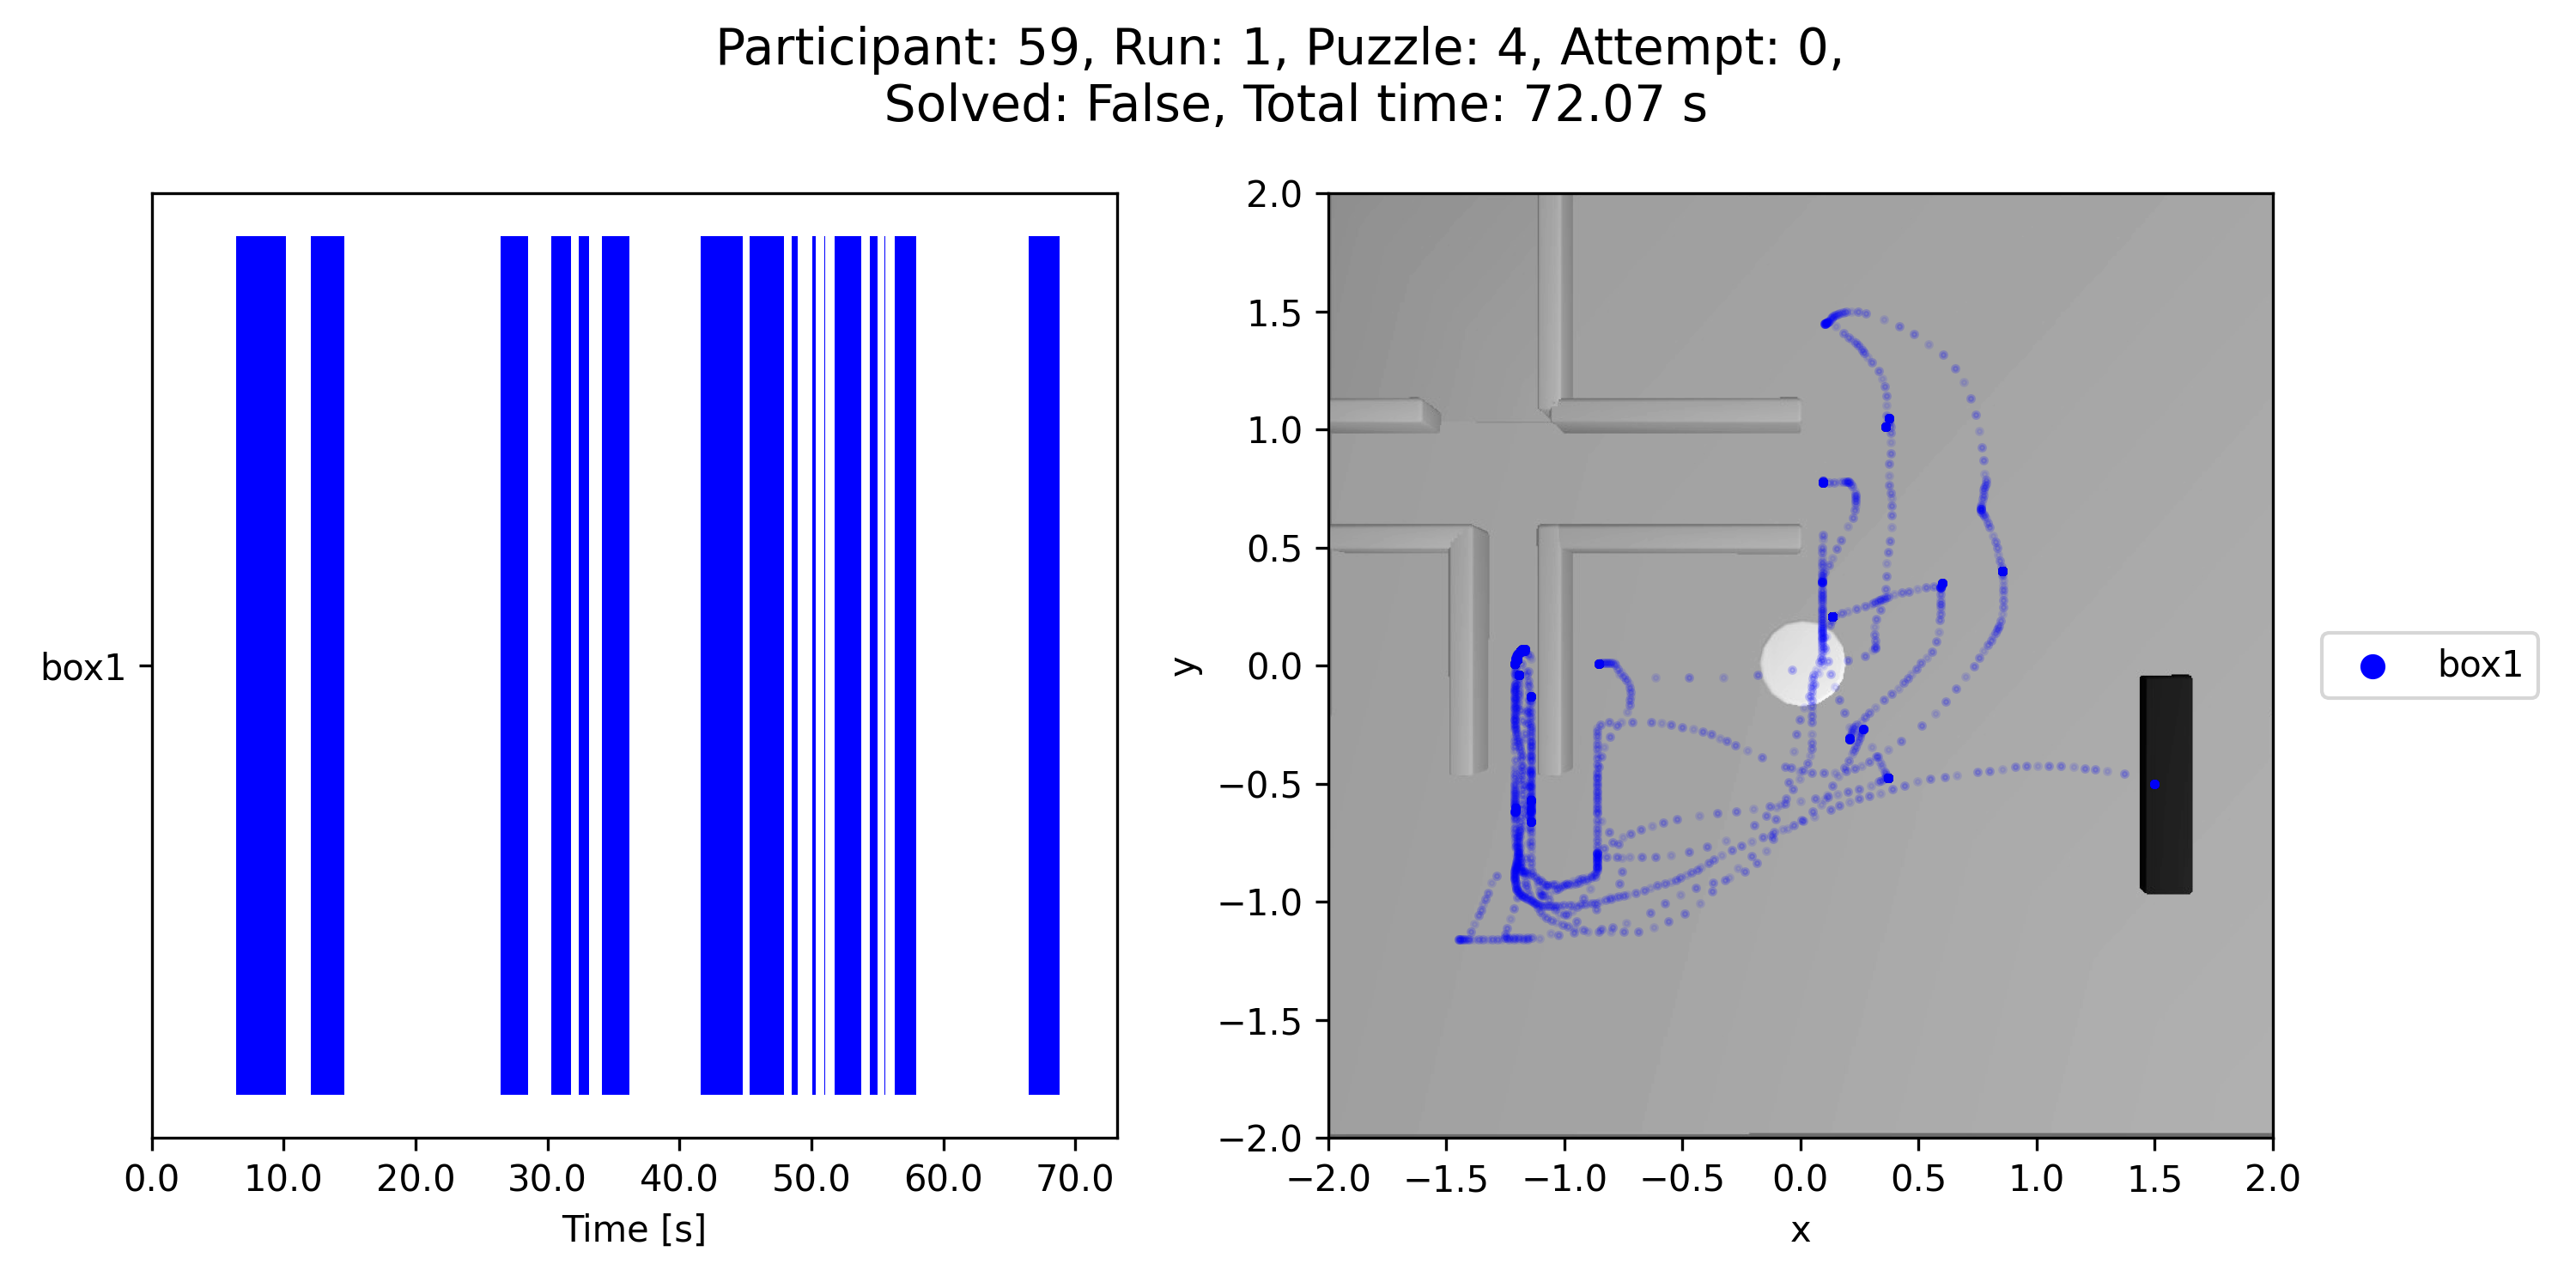 Participant: 59, Run: 1, Puzzle: 4, Attempt: 0,
Solved: False, Total time: 72.07 s
box1
0.0 10.0 20.0 30.0 40.0 50.0 60.0 70.0
Time [s]
2.0
1.5
1.0
0.5
0.0
−0.5
−1.0
−1.5
−2.0
y
−2.0 −1.5 −1.0 −0.5 0.0 0.5 1.0 1.5 2.0
x
box1